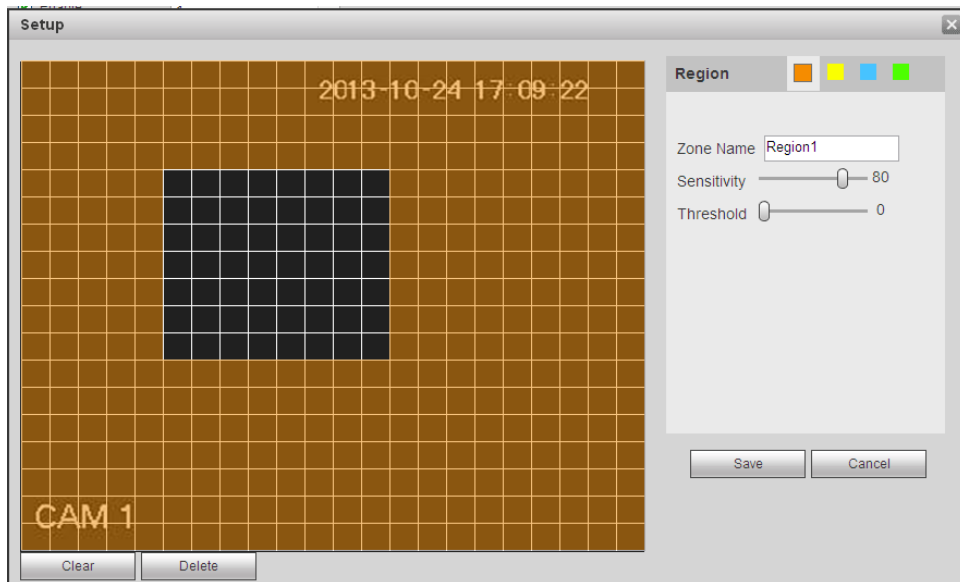 Enable
Setup
2013-10-24 17:09:22
Region
Zone Name Region1
Sensitivity 80
Threshold 0
Save Cancel
CAM 1
Clear Delete